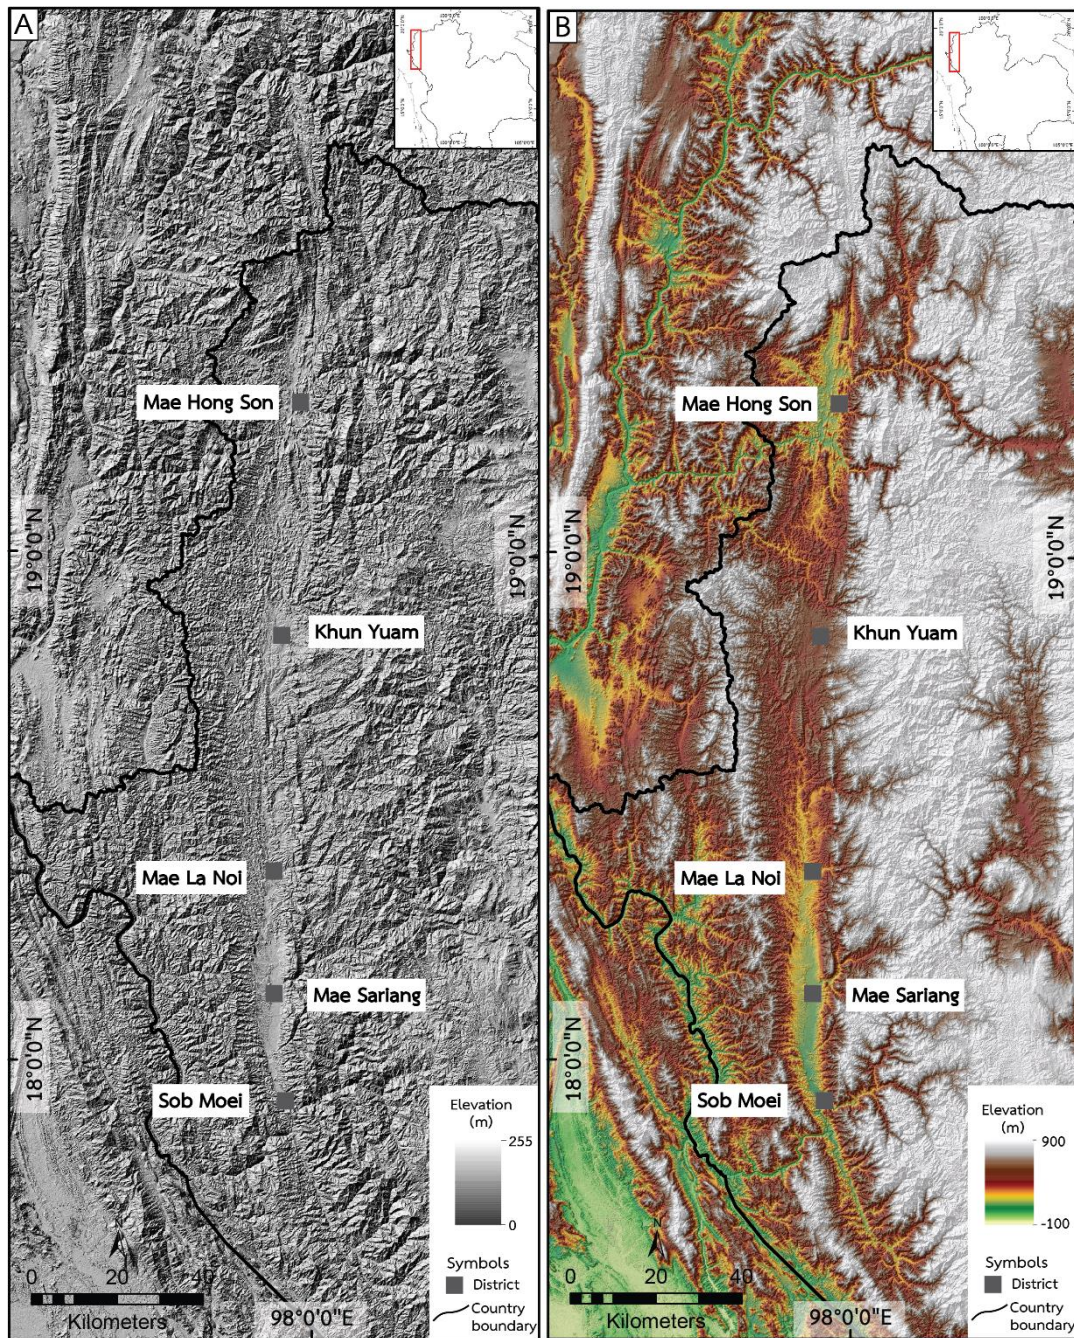 A
100°0'0"E
Mae Hong Son
19°0'0"N
Khun Yuam
Mae La Noi
Mae Sariang
18°0'0"N
Sob Moei
Elevation
(m)
255
0
Symbols
District
Country
boundary
0 20 40
Kilometers
98°0'0"E
B
100°0'0"E
Mae Hong Son
19°0'0"N
Khun Yuam
Mae La Noi
Mae Sariang
18°0'0"N
Sob Moei
Elevation
(m)
900
-100
Symbols
District
Country
boundary
N
0 20 40
Kilometers
98°0'0"E